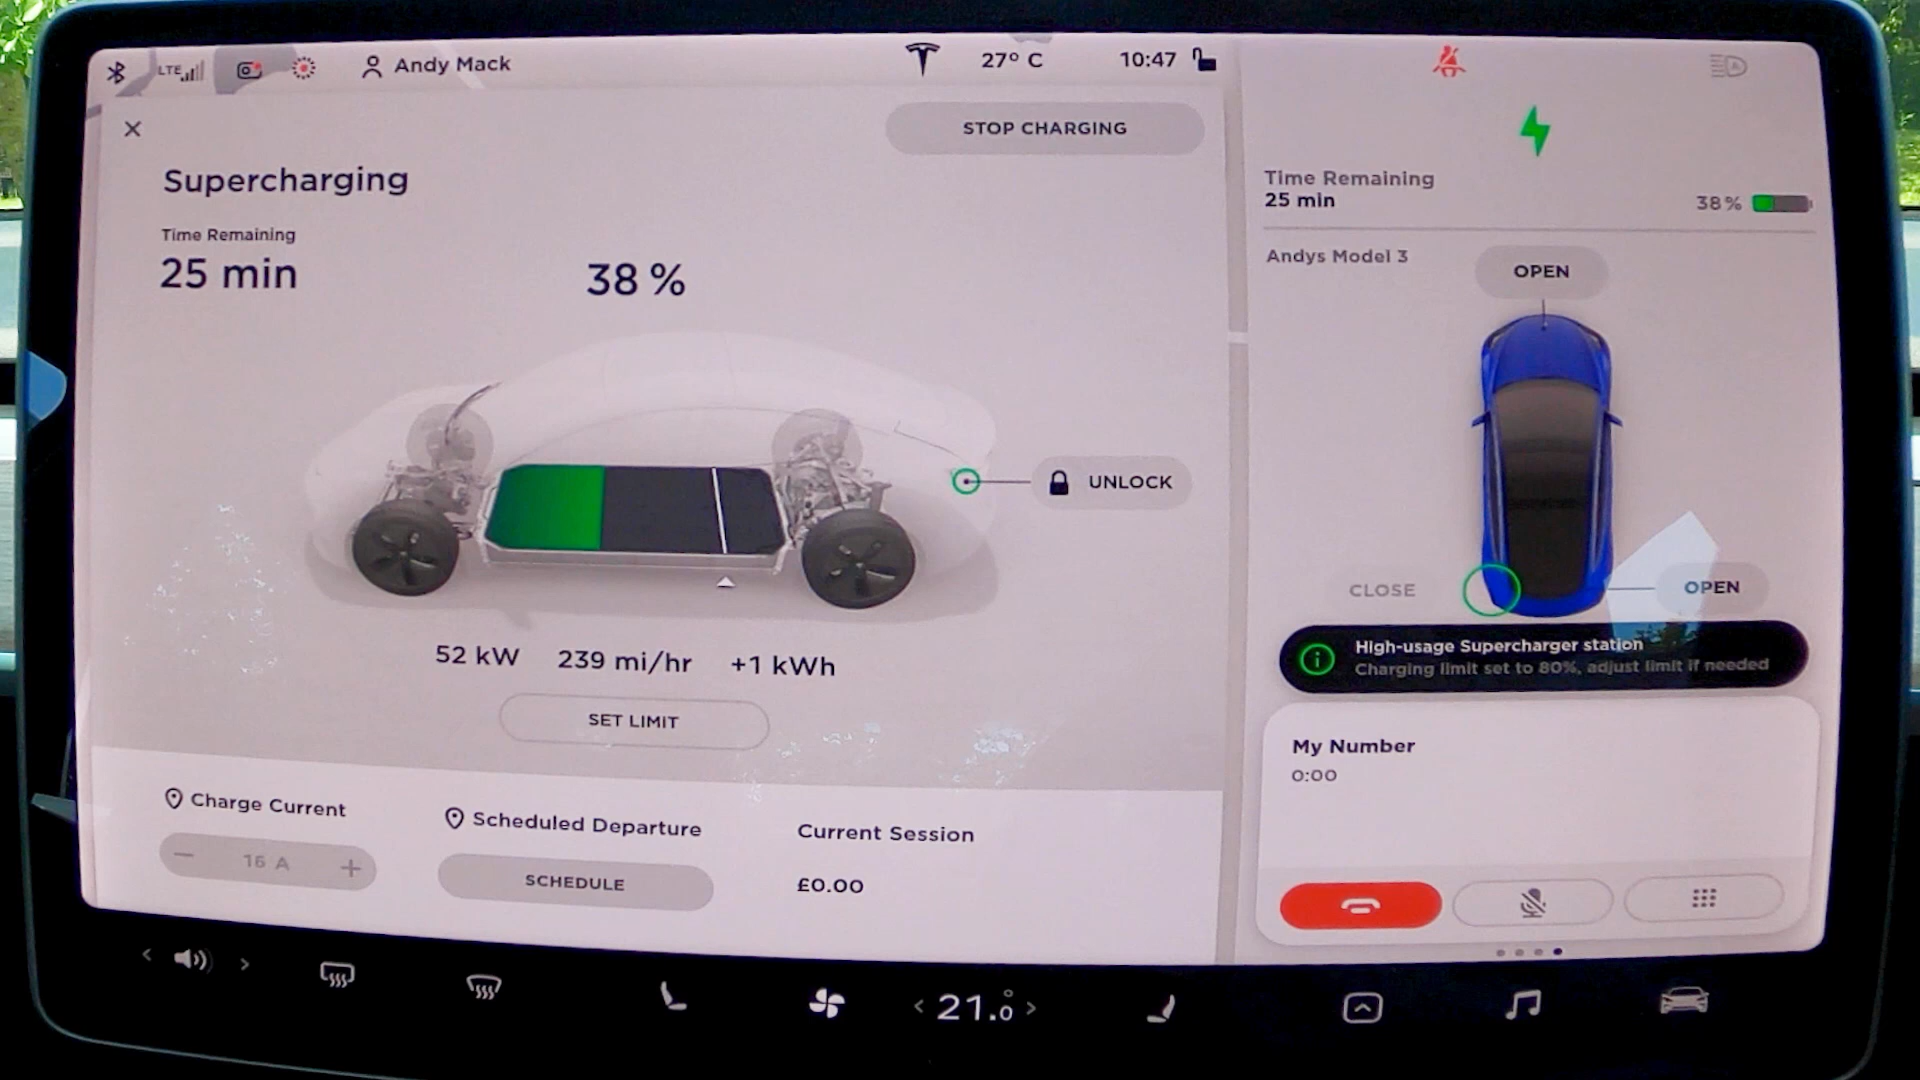 LTE
Andy Mack
27° C
10:47
STOP CHARGING
Supercharging
Time Remaining
25 min
38 %
UNLOCK
52 kW 239 mi/hr +1 kWh
SET LIMIT
Charge Current
− 16 A +
Scheduled Departure
SCHEDULE
Current Session
£0.00
Time Remaining
25 min
38 %
Andys Model 3
OPEN
CLOSE
OPEN
High-usage Supercharger station
Charging limit set to 80%, adjust limit if needed
My Number
0:00
< > < 21.0° >